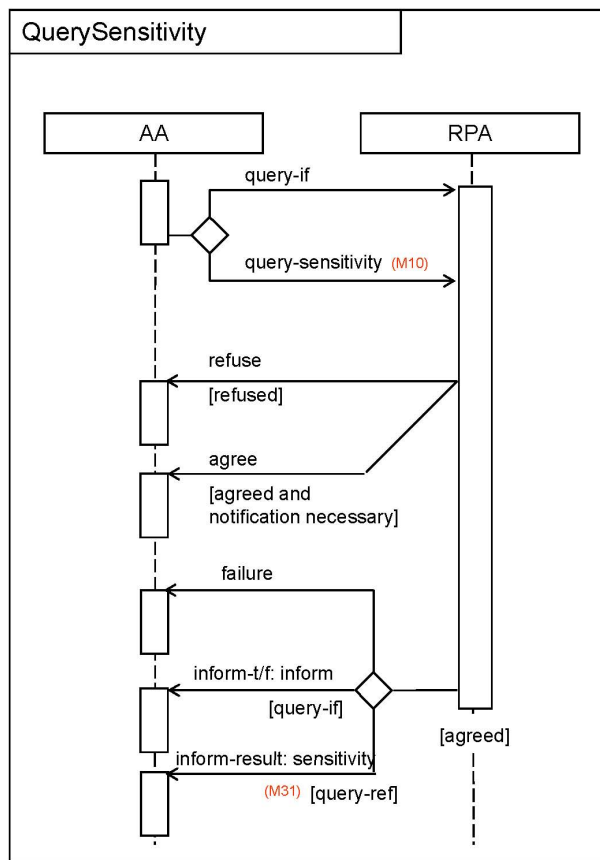 QuerySensitivity
AA
RPA
query-if
query-sensitivity (M10)
refuse
[refused]
agree
[agreed and
notification necessary]
failure
inform-t/f: inform
[query-if]
[agreed]
inform-result: sensitivity
(M31) [query-ref]